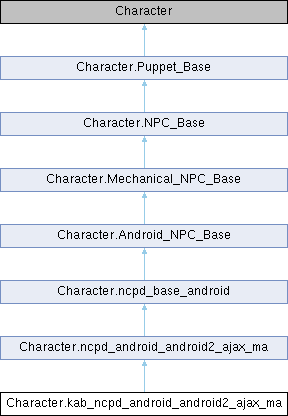 Character
Character.Puppet_Base
Character.NPC_Base
Character.Mechanical_NPC_Base
Character.Android_NPC_Base
Character.ncpd_base_android
Character.ncpd_android_android2_ajax_ma
Character.kab_ncpd_android_android2_ajax_ma